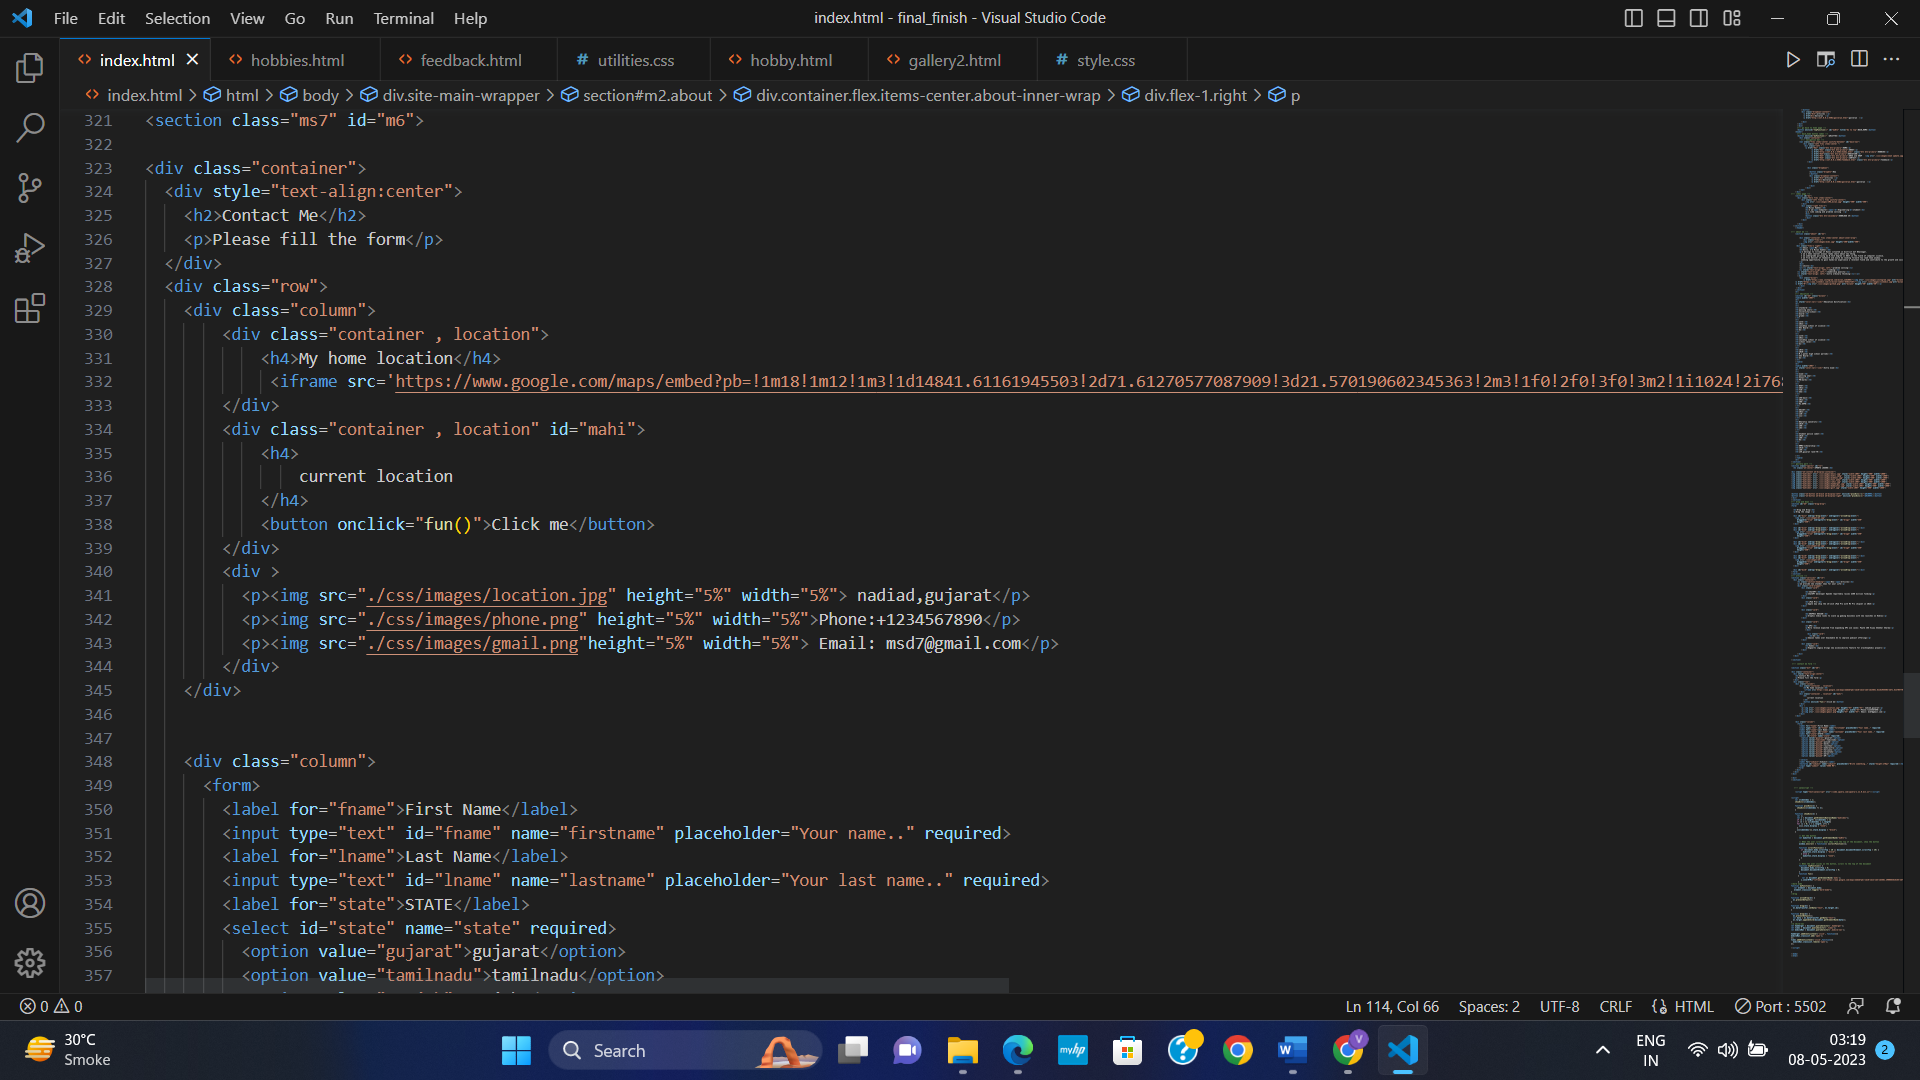 File Edit Selection View Go Run Terminal Help
index.html - final_finish - Visual Studio Code
index.html
hobbies.html
feedback.html
# utilities.css
hobby.html
gallery2.html
# style.css
index.html > html > body > div.site-main-wrapper > section#m2.about > div.container.flex.items-center.about-inner-wrap > div.flex-1.right > p
321 <section class="ms7" id="m6">
322
323 <div class="container">
324 <div style="text-align:center">
325 <h2>Contact Me</h2>
326 <p>Please fill the form</p>
327 </div>
328 <div class="row">
329 <div class="column">
330 <div class="container , location">
331 <h4>My home location</h4>
332 <iframe src='https://www.google.com/maps/embed?pb=!1m18!1m12!1m3!1d14841.61161945503!2d71.61270577087909!3d21.570190602345363!2m3!1f0!2f0!3f0!3m2!1i1024!2i768
333 </div>
334 <div class="container , location" id="mahi">
335 <h4>
336 current location
337 </h4>
338 <button onclick="fun()">Click me</button>
339 </div>
340 <div >
341 <p><img src="./css/images/location.jpg" height="5%" width="5%"> nadiad,gujarat</p>
342 <p><img src="./css/images/phone.png" height="5%" width="5%">Phone:+1234567890</p>
343 <p><img src="./css/images/gmail.png"height="5%" width="5%"> Email: msd7@gmail.com</p>
344 </div>
345 </div>
346
347
348 <div class="column">
349 <form>
350 <label for="fname">First Name</label>
351 <input type="text" id="fname" name="firstname" placeholder="Your name.." required>
352 <label for="lname">Last Name</label>
353 <input type="text" id="lname" name="lastname" placeholder="Your last name.." required>
354 <label for="state">STATE</label>
355 <select id="state" name="state" required>
356 <option value="gujarat">gujarat</option>
357 <option value="tamilnadu">tamilnadu</option>
0 0
Ln 114, Col 66 Spaces: 2 UTF-8 CRLF HTML Port : 5502
30°C
Smoke
Search
myhp
W
V
ENG
IN
03:19
08-05-2023
2